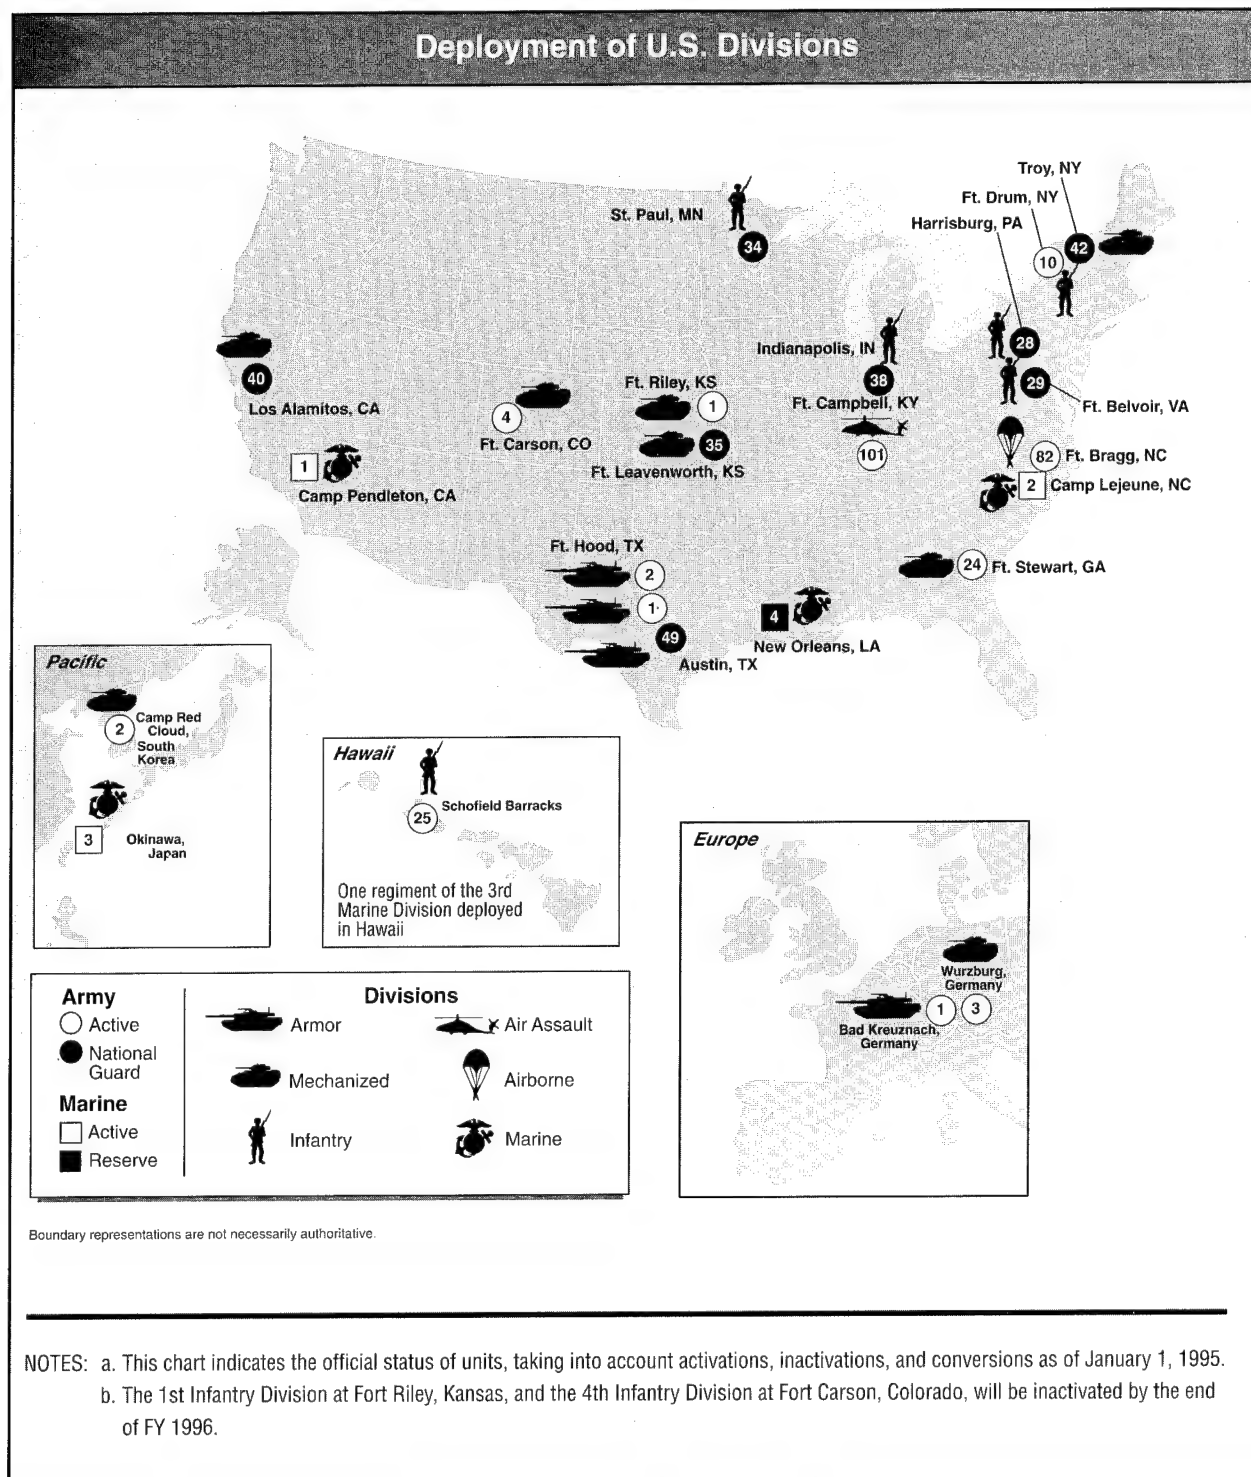 Deployment of U.S. Divisions
Troy, NY
Ft. Drum, NY
Harrisburg, PA
St. Paul, MN
34
42
10
28
Indianapolis, IN
38
29
Ft. Belvoir, VA
40
Los Alamitos, CA
Ft. Riley, KS
1
4
Ft. Carson, CO
35
Ft. Leavenworth, KS
Ft. Campbell, KY
101
82
Ft. Bragg, NC
2
Camp Lejeune, NC
1
Camp Pendleton, CA
Ft. Hood, TX
2
1
49
Austin, TX
24
Ft. Stewart, GA
4
New Orleans, LA
Pacific
2
Camp Red
Cloud,
South
Korea
3
Okinawa,
Japan
Hawaii
25
Schofield Barracks
One regiment of the 3rd
Marine Division deployed
in Hawaii
Europe
Wurzburg,
Germany
1
3
Bad Kreuznach,
Germany
Army
Active
National
Guard
Marine
Active
Reserve
Divisions
Armor
Air Assault
Mechanized
Airborne
Infantry
Marine
Boundary representations are not necessarily authoritative.
NOTES: a. This chart indicates the official status of units, taking into account activations, inactivations, and conversions as of January 1, 1995.
b. The 1st Infantry Division at Fort Riley, Kansas, and the 4th Infantry Division at Fort Carson, Colorado, will be inactivated by the end
of FY 1996.